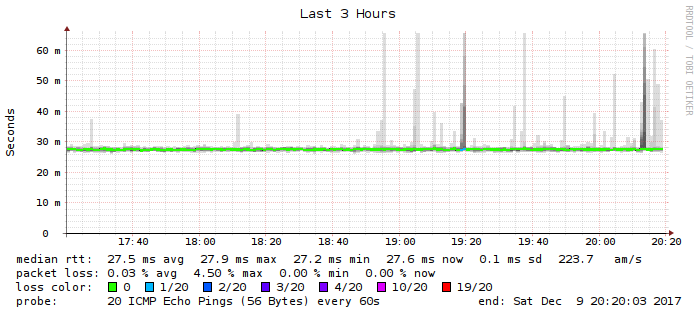 Last 3 Hours
RRDTOOL / TOBI OETIKER
Seconds
60 m
50 m
40 m
30 m
20 m
10 m
0
17:40 18:00 18:20 18:40 19:00 19:20 19:40 20:00 20:20
median rtt: 27.5 ms avg 27.9 ms max 27.2 ms min 27.6 ms now 0.1 ms sd 223.7 am/s
packet loss: 0.03 % avg 4.50 % max 0.00 % min 0.00 % now
loss color: 0 1/20 2/20 3/20 4/20 10/20 19/20
probe: 20 ICMP Echo Pings (56 Bytes) every 60s end: Sat Dec 9 20:20:03 2017